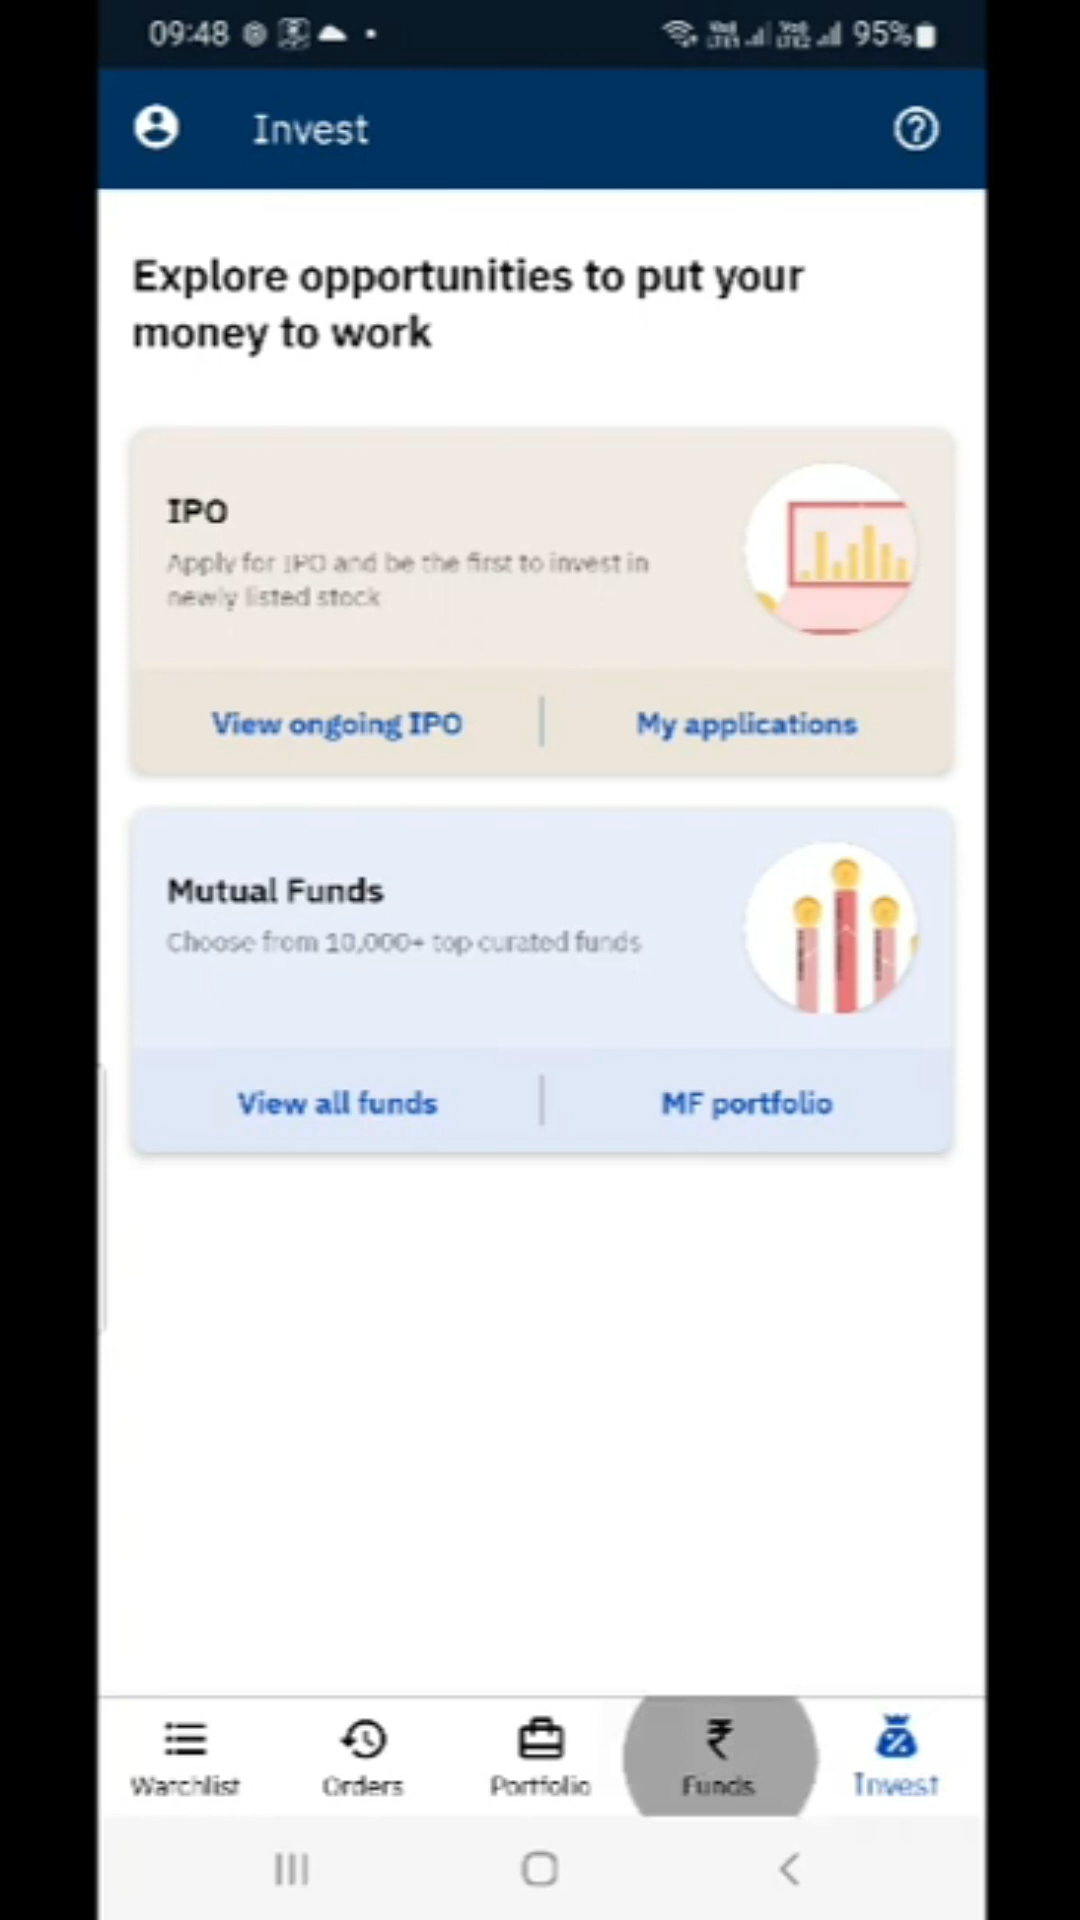 09:48
95%
Invest
Explore opportunities to put your
money to work
IPO
Apply for IPO and be the first to invest in
newly listed stock
View ongoing IPO
My applications
Mutual Funds
Choose from 10,000+ top curated funds
View all funds
MF portfolio
Watchlist
Orders
Portfolio
Funds
Invest